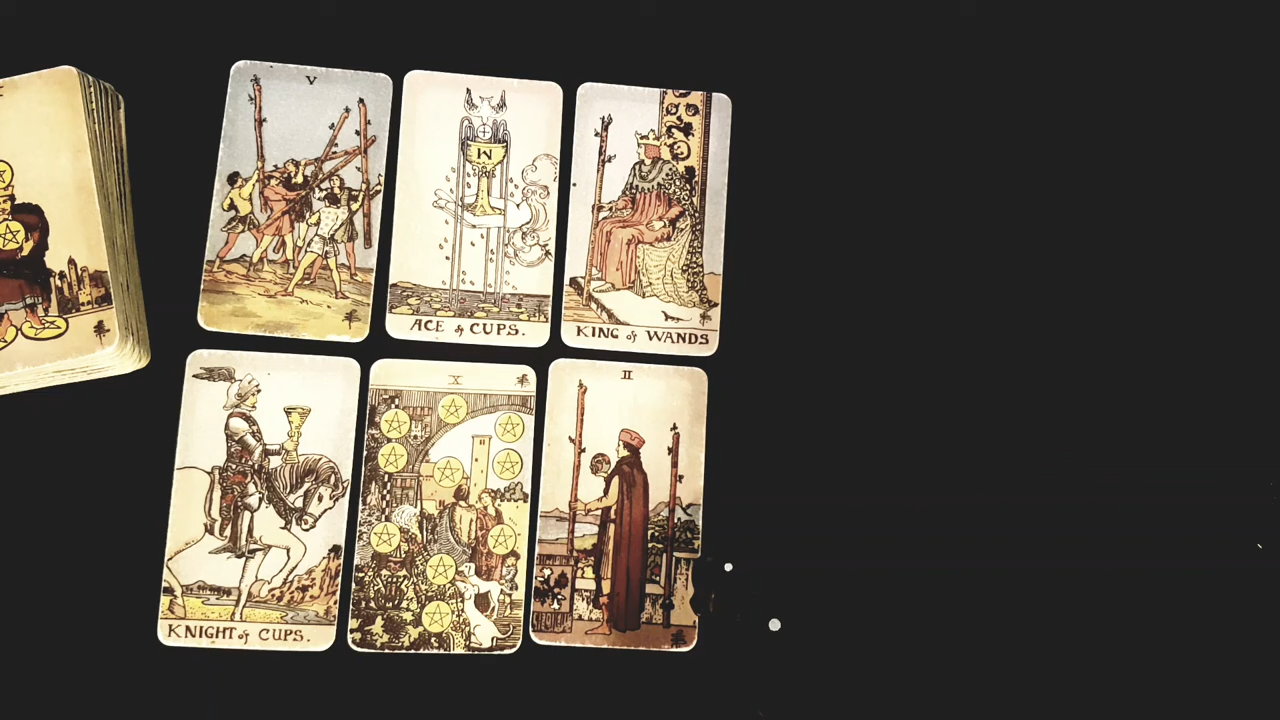 V
ACE of CUPS.
KING of WANDS
KNIGHT of CUPS.
X
II